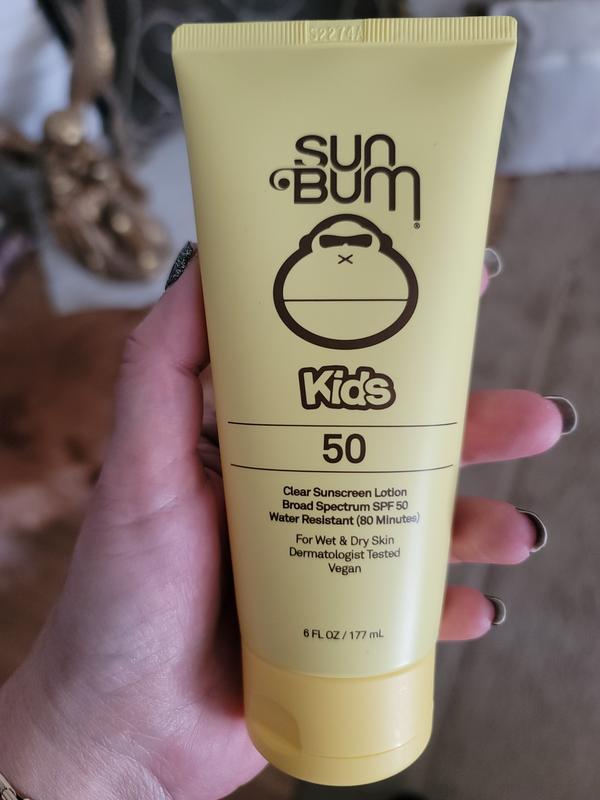 S2274A
sun
Bum®
Kids
50
Clear Sunscreen Lotion
Broad Spectrum SPF 50
Water Resistant (80 Minutes)
For Wet & Dry Skin
Dermatologist Tested
Vegan
6 FL OZ / 177 mL